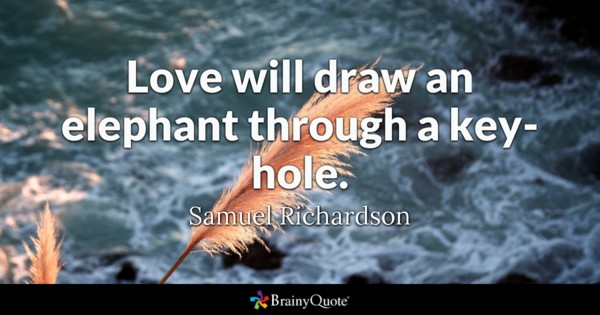 Love will draw an
elephant through a key-
hole.
Samuel Richardson
BrainyQuote®